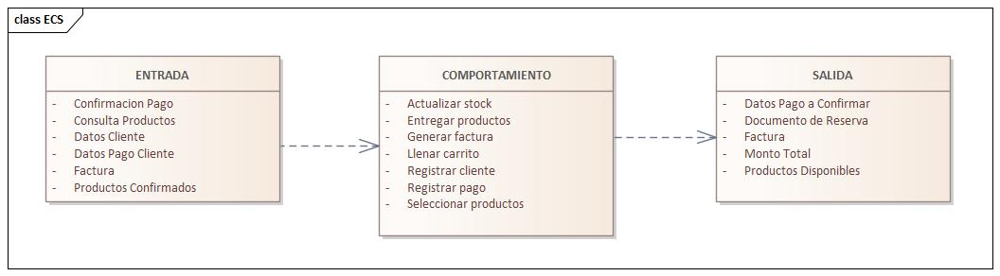 class ECS
ENTRADA
- Confirmacion Pago
- Consulta Productos
- Datos Cliente
- Datos Pago Cliente
- Factura
- Productos Confirmados
COMPORTAMIENTO
- Actualizar stock
- Entregar productos
- Generar factura
- Llenar carrito
- Registrar cliente
- Registrar pago
- Seleccionar productos
SALIDA
- Datos Pago a Confirmar
- Documento de Reserva
- Factura
- Monto Total
- Productos Disponibles